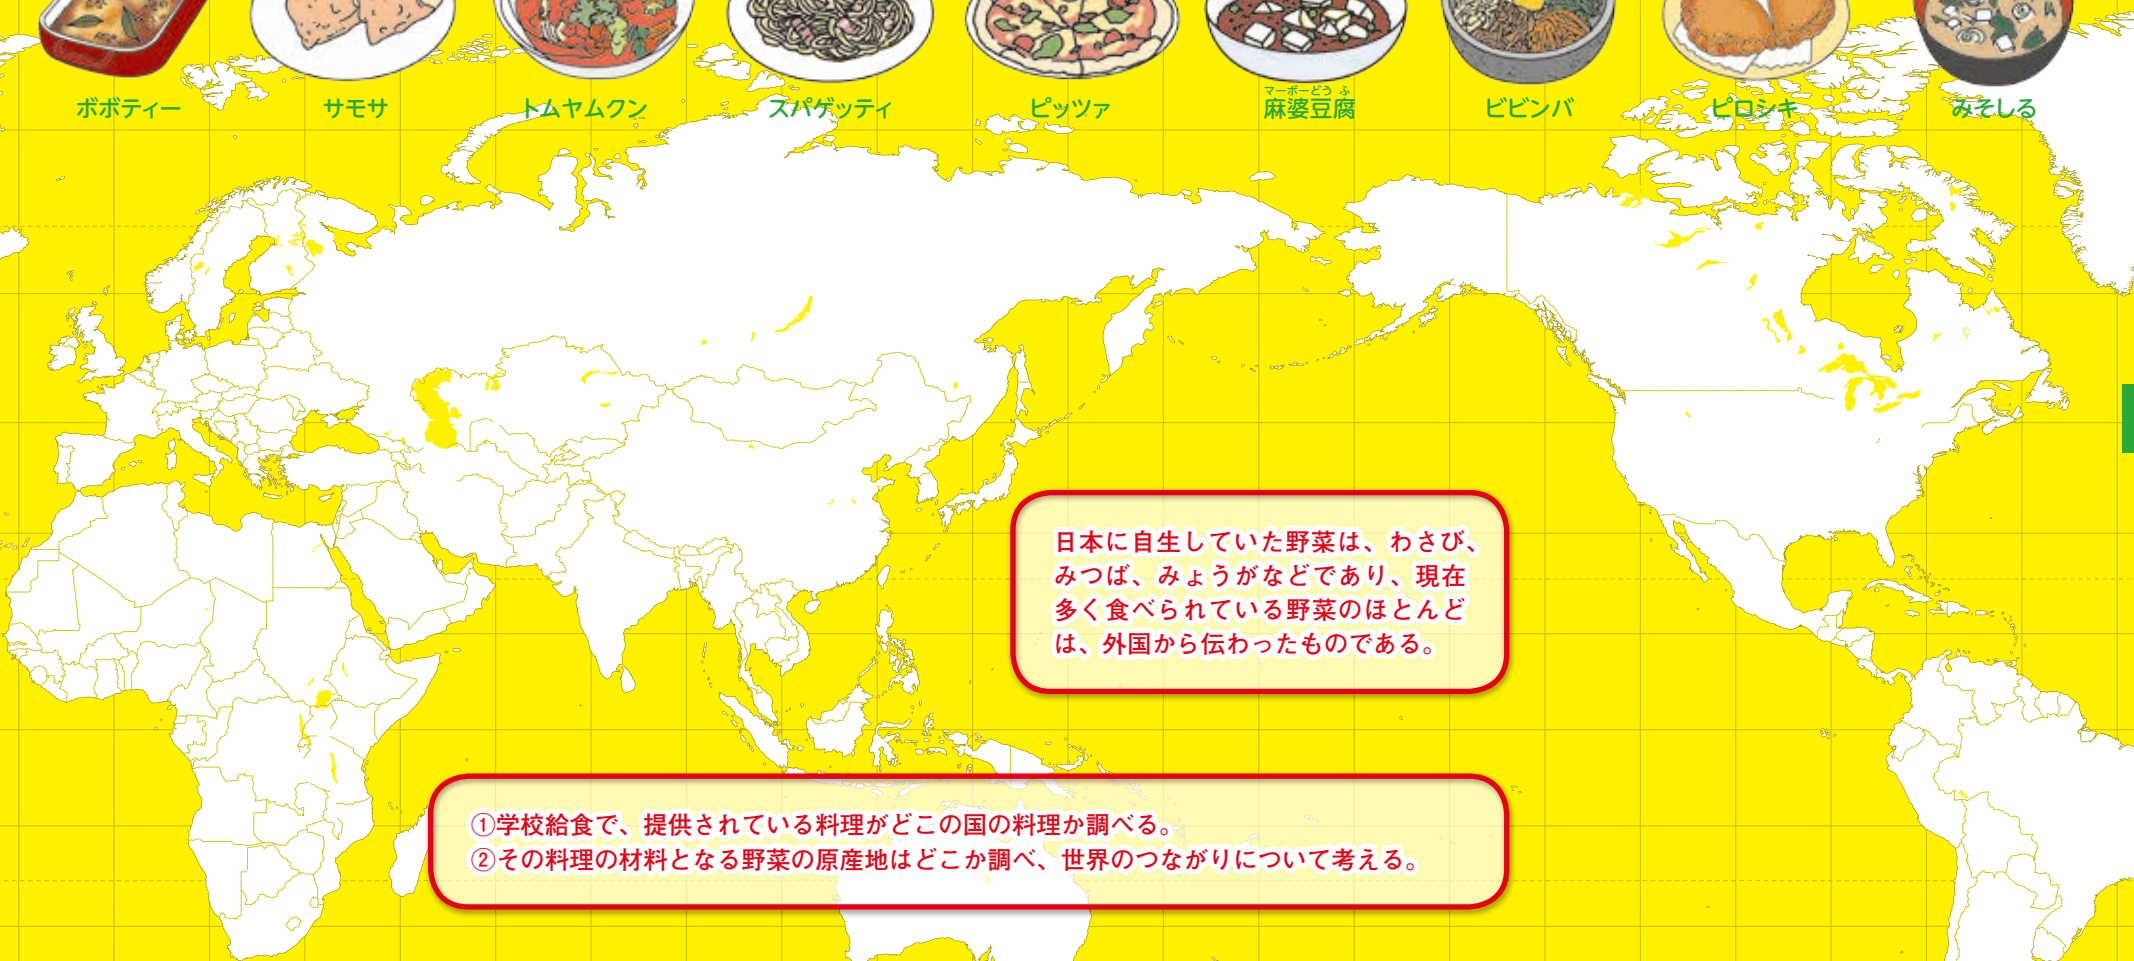 ボボティー
サモサ
トムヤムクン
スパゲッティ
ピッツァ
マーボーどうふ
麻婆豆腐
ビビンバ
ピロシキ
みそしる
日本に自生していた野菜は、わさび、
みつば、みょうがなどであり、現在
多く食べられている野菜のほとんど
は、外国から伝わったものである。
①学校給食で、提供されている料理がどこの国の料理か調べる。
②その料理の材料となる野菜の原産地はどこか調べ、世界のつながりについて考える。